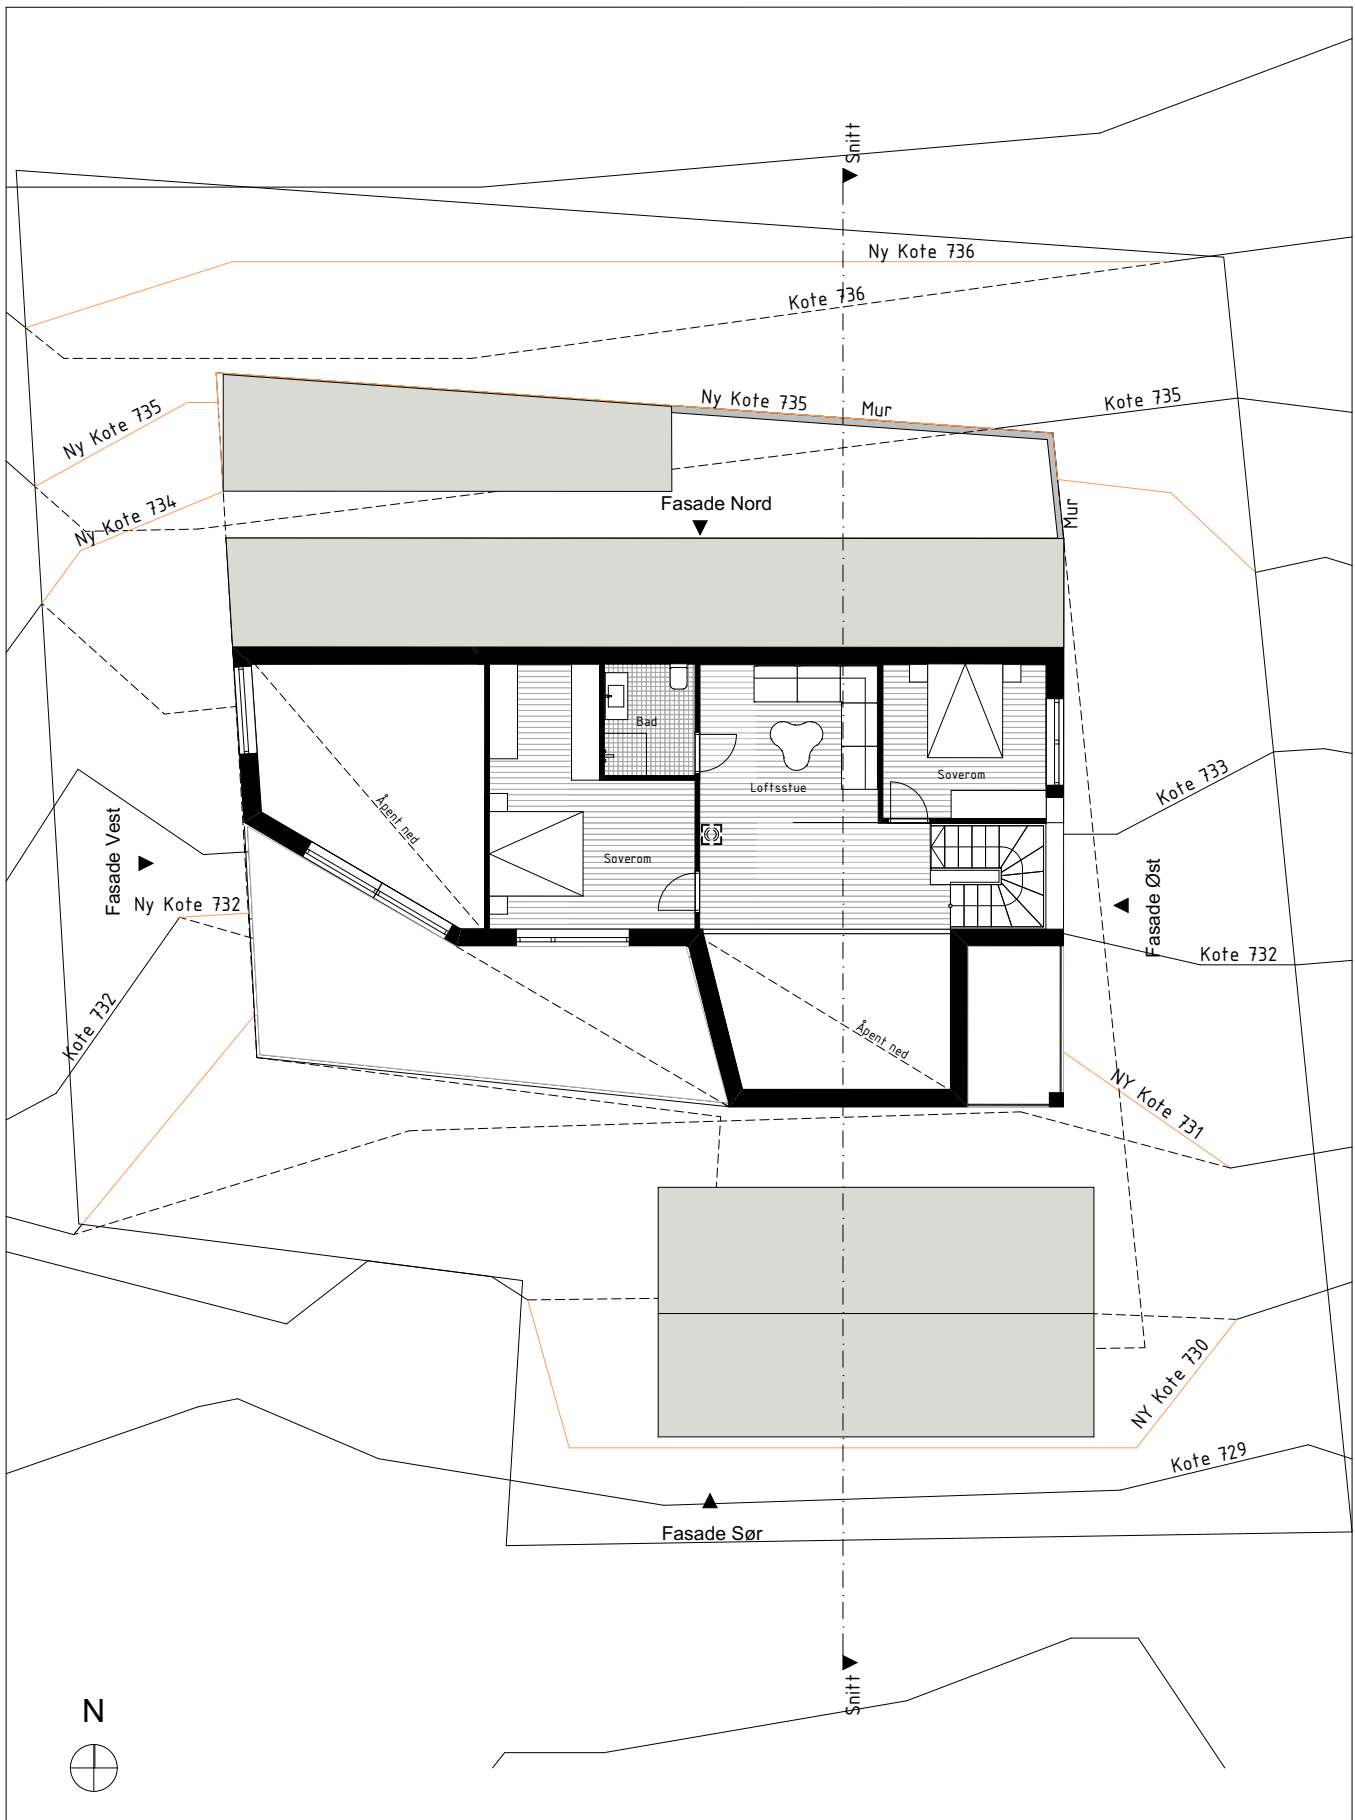 Snitt
Ny Kote 736
Kote 736
Ny Kote 735
Mur
Kote 735
Ny Kote 735
Ny Kote 734
Fasade Nord
Mur
Bad
Loftsstue
Soverom
Kote 733
Åpent ned
Soverom
Fasade Vest
Ny Kote 732
Fasade Øst
Kote 732
Kote 732
Åpent ned
NY Kote 731
NY Kote 730
Kote 729
Fasade Sør
Snitt
N